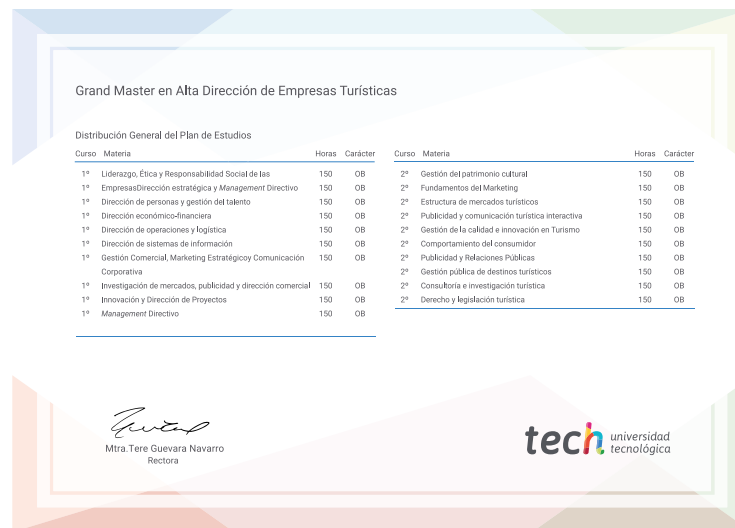 Grand Master en Alta Dirección de Empresas Turísticas
Distribución General del Plan de Estudios
Curso Materia Horas Carácter
1º Liderazgo, Ética y Responsabilidad Social de las 150 OB
1º EmpresasDirección estratégica y Management Directivo 150 OB
1º Dirección de personas y gestión del talento 150 OB
1º Dirección económico-financiera 150 OB
1º Dirección de operaciones y logística 150 OB
1º Dirección de sistemas de información 150 OB
1º Gestión Comercial, Marketing Estratégicoy Comunicación 150 OB
Corporativa
1º Investigación de mercados, publicidad y dirección comercial 150 OB
1º Innovación y Dirección de Proyectos 150 OB
1º Management Directivo 150 OB
Curso Materia Horas Carácter
2º Gestión del patrimonio cultural 150 OB
2º Fundamentos del Marketing 150 OB
2º Estructura de mercados turísticos 150 OB
2º Publicidad y comunicación turística interactiva 150 OB
2º Gestión de la calidad e innovación en Turismo 150 OB
2º Comportamiento del consumidor 150 OB
2º Publicidad y Relaciones Públicas 150 OB
2º Gestión pública de destinos turísticos 150 OB
2º Consultoría e investigación turística 150 OB
2º Derecho y legislación turística 150 OB
Mtra.Tere Guevara Navarro
Rectora
tech universidad
tecnológica